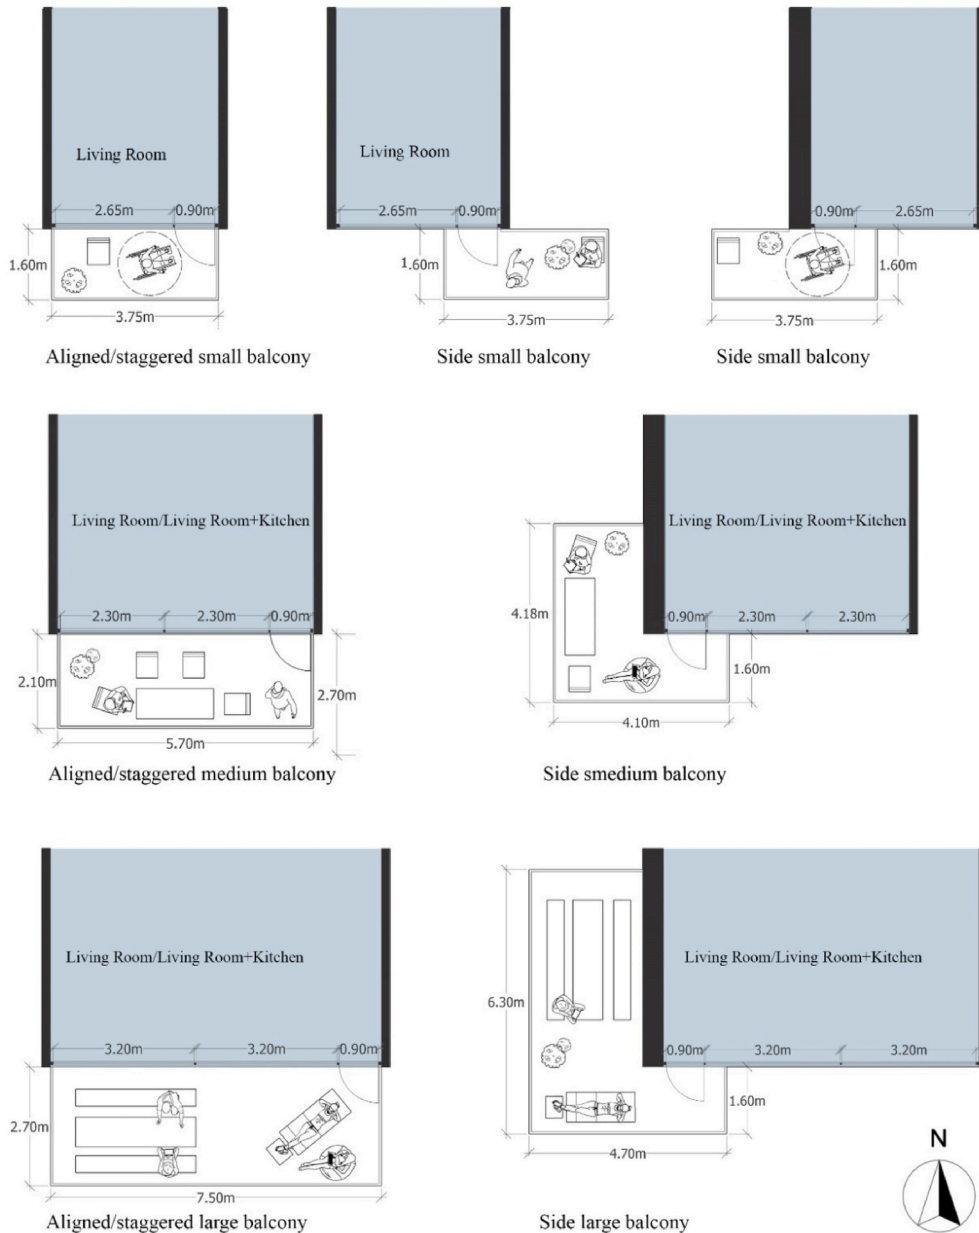 Living Room
Living Room
2.65m 0.90m
2.65m 0.90m
0.90m 2.65m
1.60m
1.60m
1.60m
3.75m
3.75m
3.75m
Aligned/staggered small balcony
Side small balcony
Side small balcony
Living Room/Living Room+Kitchen
Living Room/Living Room+Kitchen
2.30m 2.30m 0.90m
0.90m 2.30m 2.30m
4.18m
2.10m
2.70m
1.60m
5.70m
4.10m
Aligned/staggered medium balcony
Side smedium balcony
Living Room/Living Room+Kitchen
Living Room/Living Room+Kitchen
6.30m
3.20m 3.20m 0.90m
0.90m 3.20m 3.20m
2.70m
1.60m
7.50m
4.70m
N
Aligned/staggered large balcony
Side large balcony